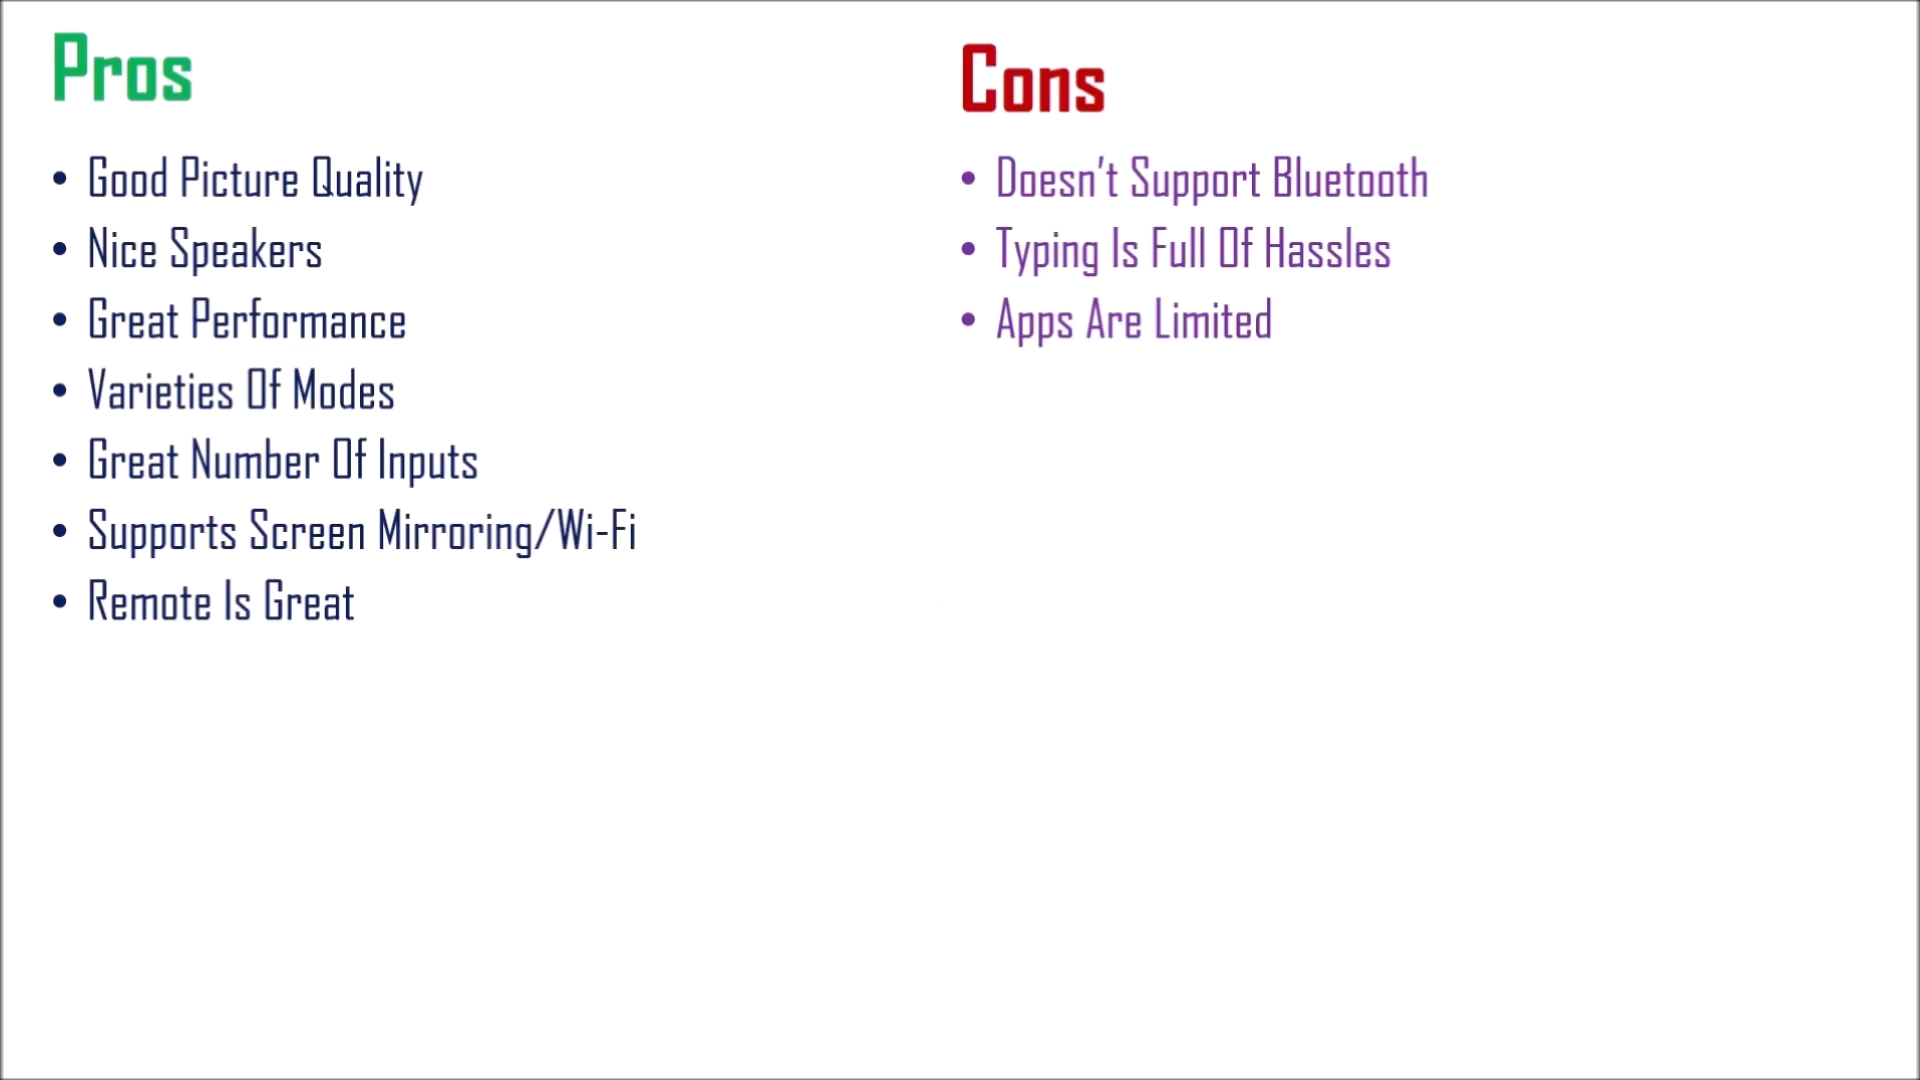 Pros
• Good Picture Quality
• Nice Speakers
• Great Performance
• Varieties Of Modes
• Great Number Of Inputs
• Supports Screen Mirroring/Wi-Fi
• Remote Is Great
Cons
• Doesn’t Support Bluetooth
• Typing Is Full Of Hassles
• Apps Are Limited